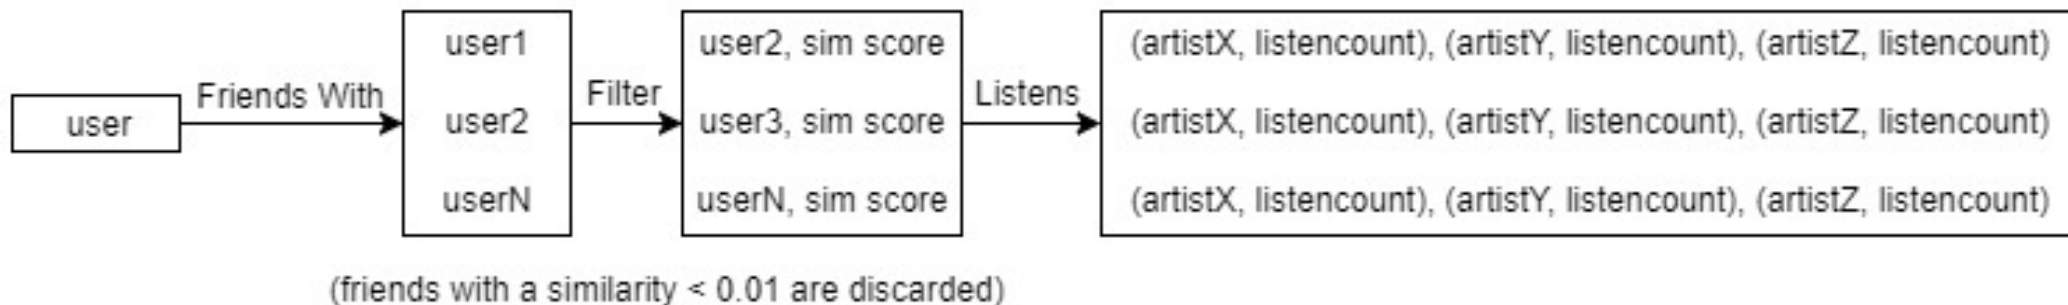 user
Friends With
user1
user2
userN
Filter
user2, sim score
user3, sim score
userN, sim score
Listens
(artistX, listencount), (artistY, listencount), (artistZ, listencount)
(artistX, listencount), (artistY, listencount), (artistZ, listencount)
(artistX, listencount), (artistY, listencount), (artistZ, listencount)
(friends with a similarity < 0.01 are discarded)